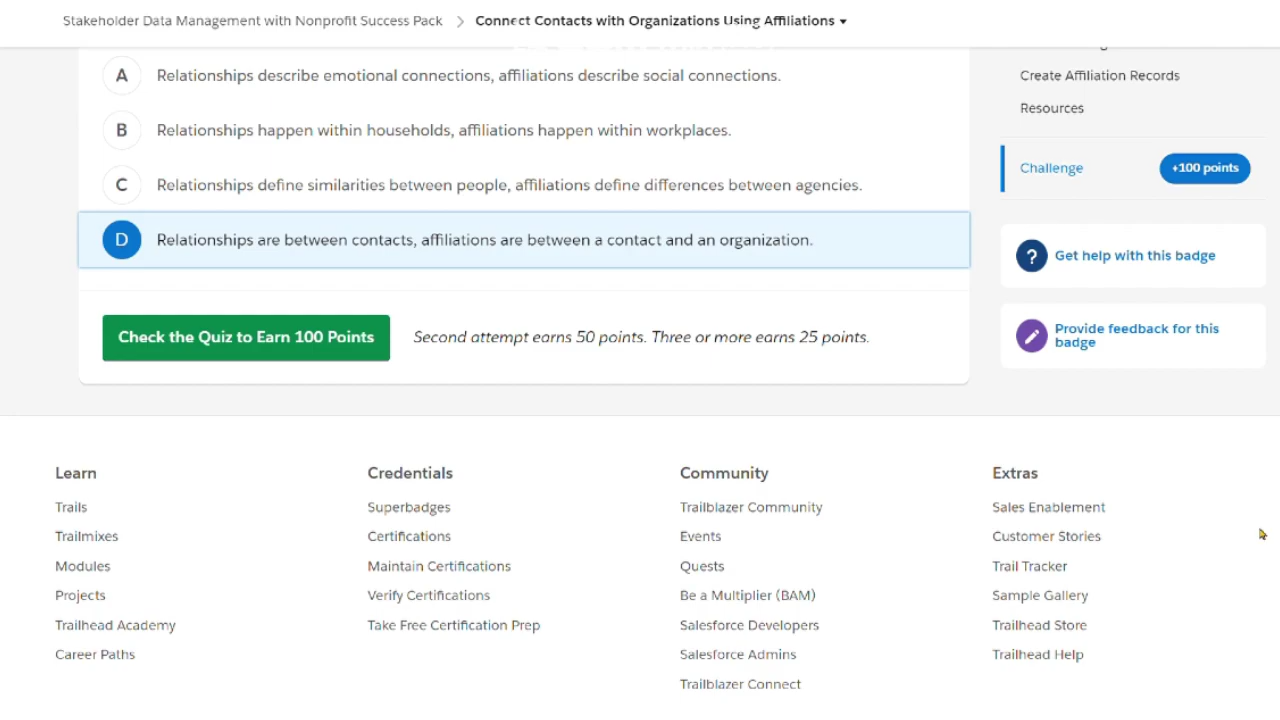 Stakeholder Data Management with Nonprofit Success Pack
Connect Contacts with Organizations Using Affiliations
A Relationships describe emotional connections, affiliations describe social connections.
B Relationships happen within households, affiliations happen within workplaces.
C Relationships define similarities between people, affiliations define differences between agencies.
D Relationships are between contacts, affiliations are between a contact and an organization.
Check the Quiz to Earn 100 Points
Second attempt earns 50 points. Three or more earns 25 points.
Create Affiliation Records
Resources
Challenge
+100 points
? Get help with this badge
Provide feedback for this
badge
Learn
Trails
Trailmixes
Modules
Projects
Trailhead Academy
Career Paths
Credentials
Superbadges
Certifications
Maintain Certifications
Verify Certifications
Take Free Certification Prep
Community
Trailblazer Community
Events
Quests
Be a Multiplier (BAM)
Salesforce Developers
Salesforce Admins
Trailblazer Connect
Extras
Sales Enablement
Customer Stories
Trail Tracker
Sample Gallery
Trailhead Store
Trailhead Help